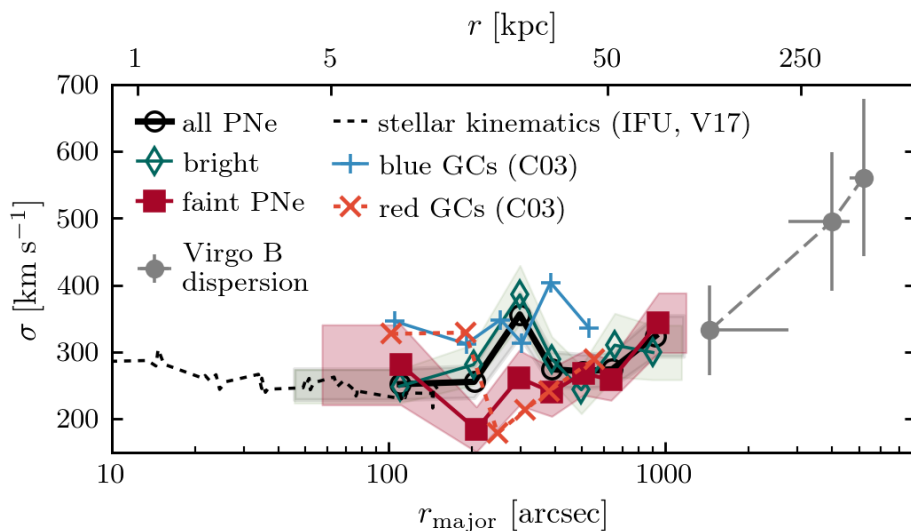 r [kpc]
1 5 50 250
700
600
500
400
300
200
σ [km s⁻¹]
all PNe
bright
faint PNe
Virgo B
dispersion
stellar kinematics (IFU, V17)
blue GCs (C03)
red GCs (C03)
10 100 1000
r_major [arcsec]